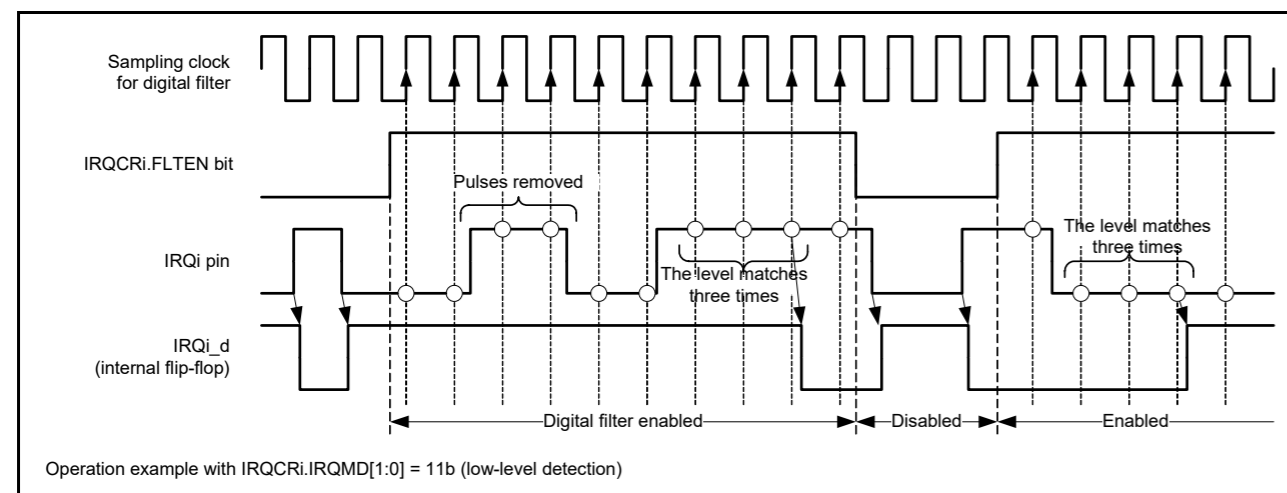 Sampling clock
for digital filter
IRQCRi.FLTEN bit
Pulses removed
IRQi pin
The level matches
three times
The level matches
three times
IRQi_d
(internal flip-flop)
Digital filter enabled
Disabled
Enabled
Operation example with IRQCRi.IRQMD[1:0] = 11b (low-level detection)